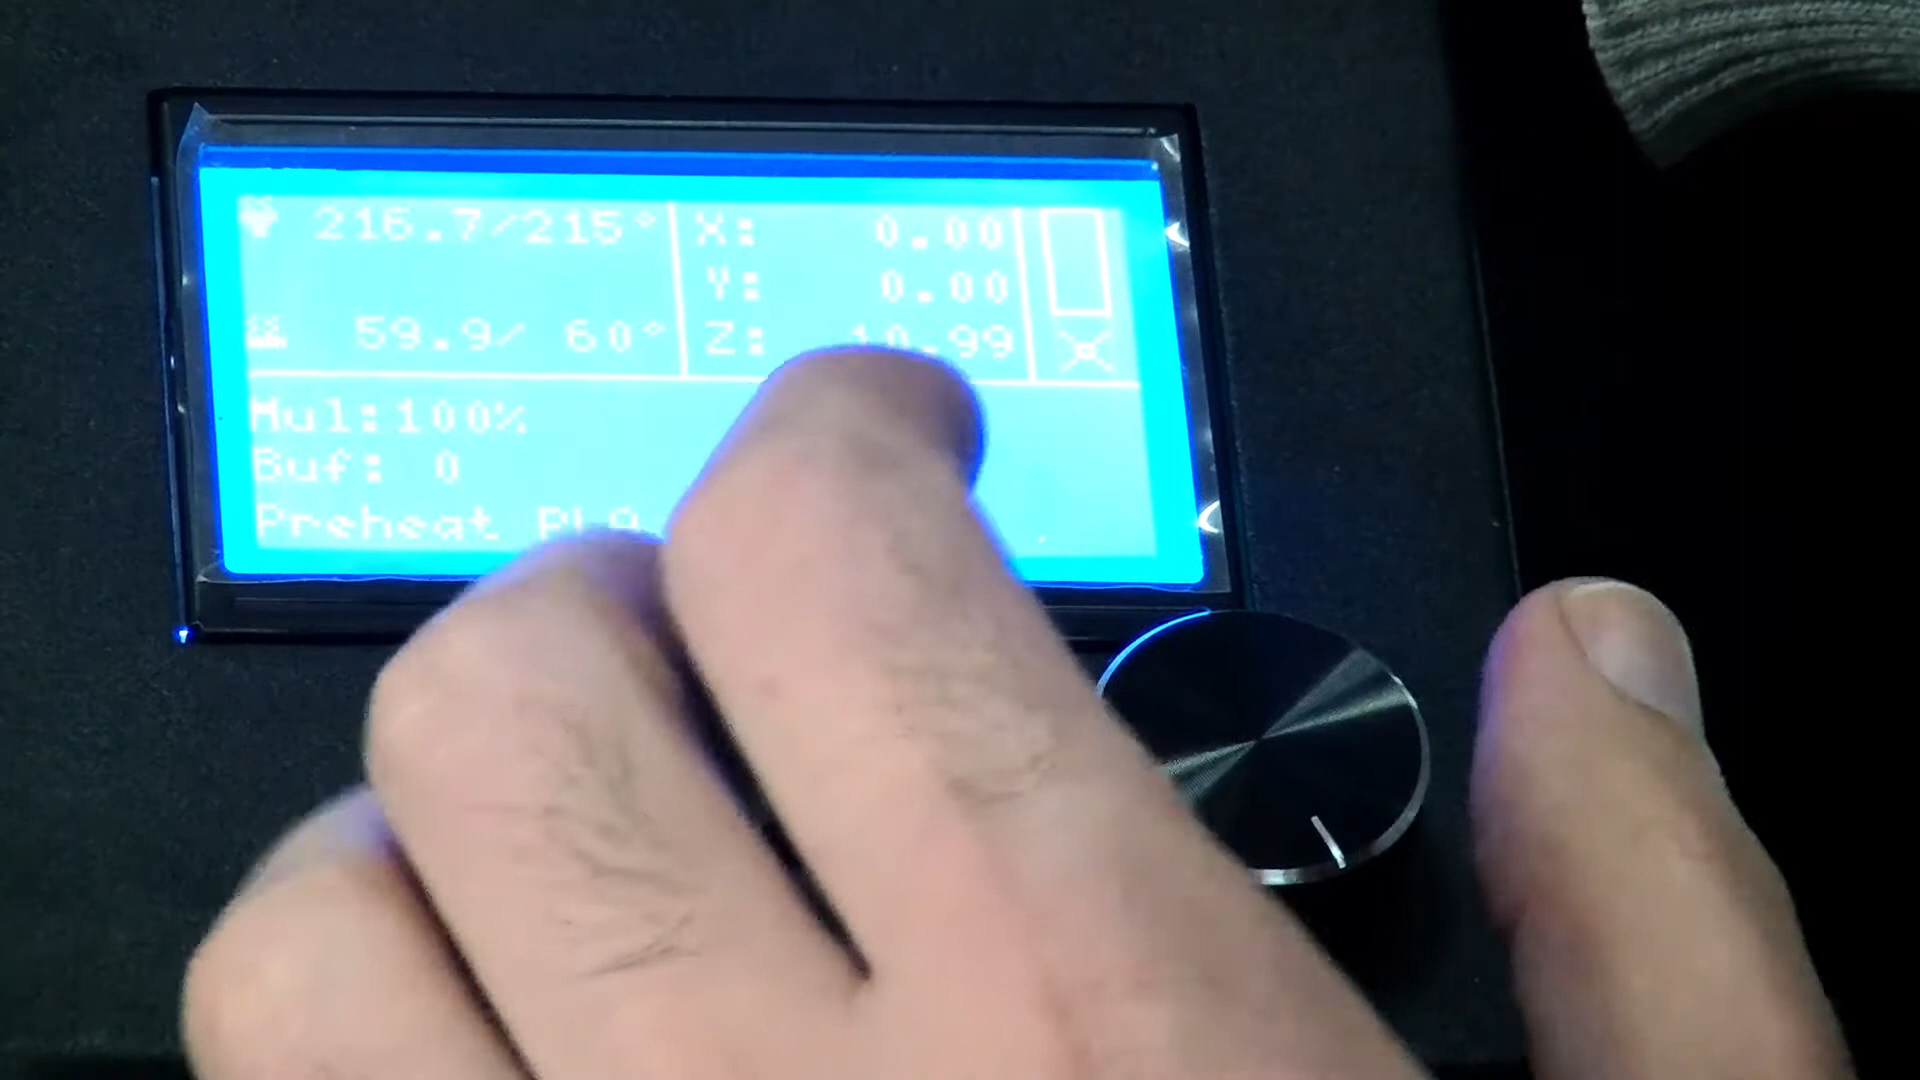 216.7/215°
X: 0.00
Y: 0.00
59.9/ 60°
Z: 10.99
Mul:100%
Buf: 0
Preheat PLA